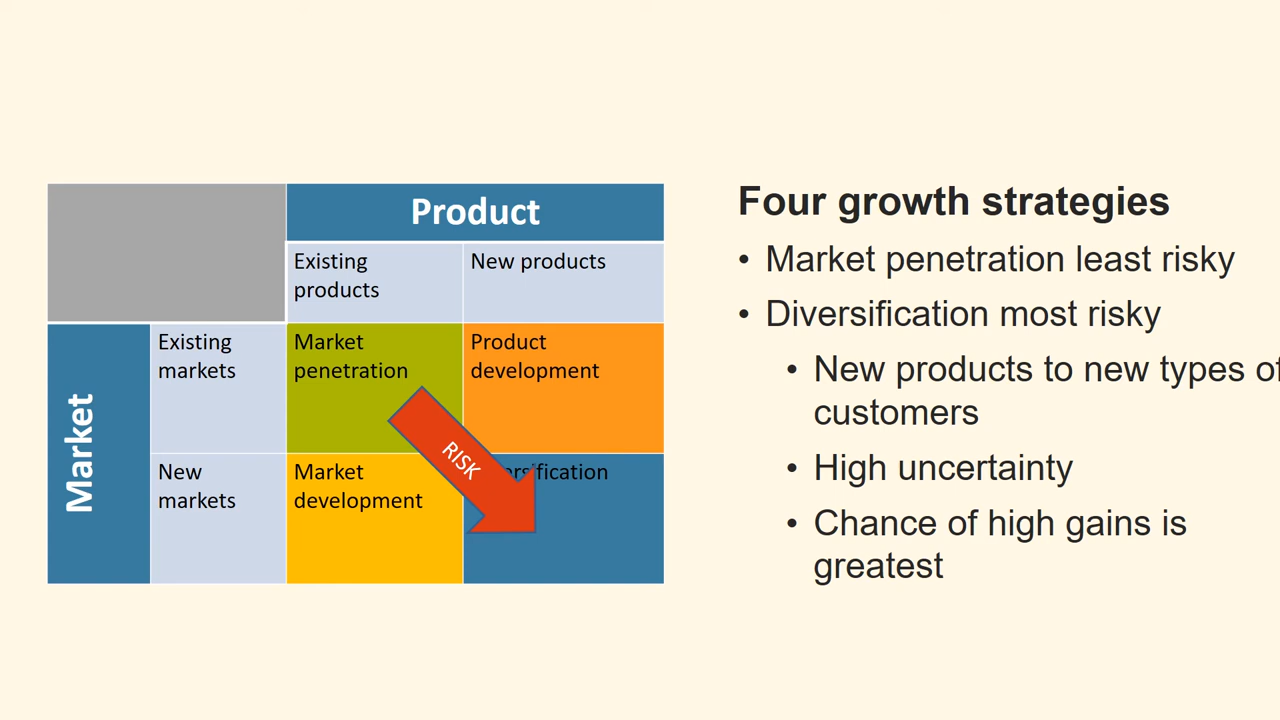 Product
Existing
products
New products
Market
Existing
markets
Market
penetration
Product
development
New
markets
Market
development
RISK
ersification
Four growth strategies
• Market penetration least risky
• Diversification most risky
• New products to new types of
customers
• High uncertainty
• Chance of high gains is
greatest